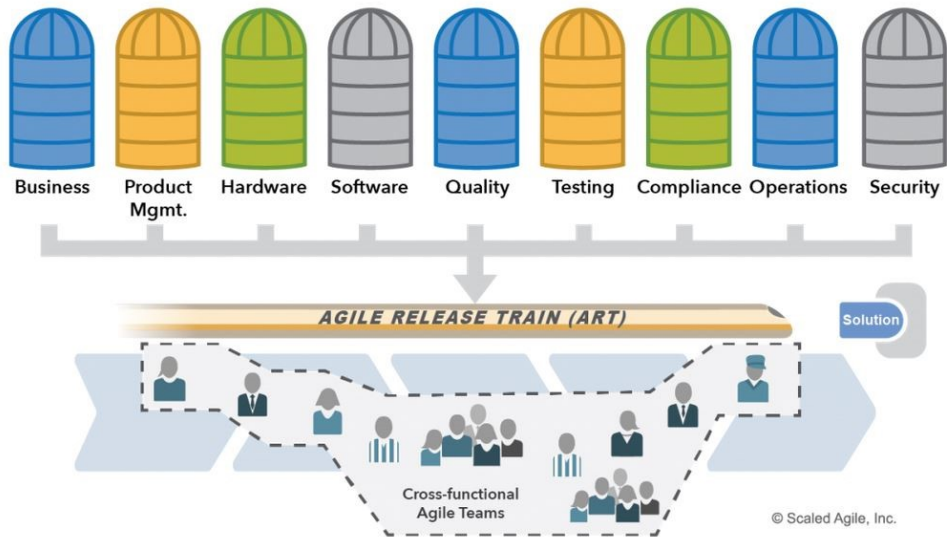 Business
Product
Mgmt.
Hardware
Software
Quality
Testing
Compliance
Operations
Security
AGILE RELEASE TRAIN (ART)
Solution
Cross-functional
Agile Teams
© Scaled Agile, Inc.